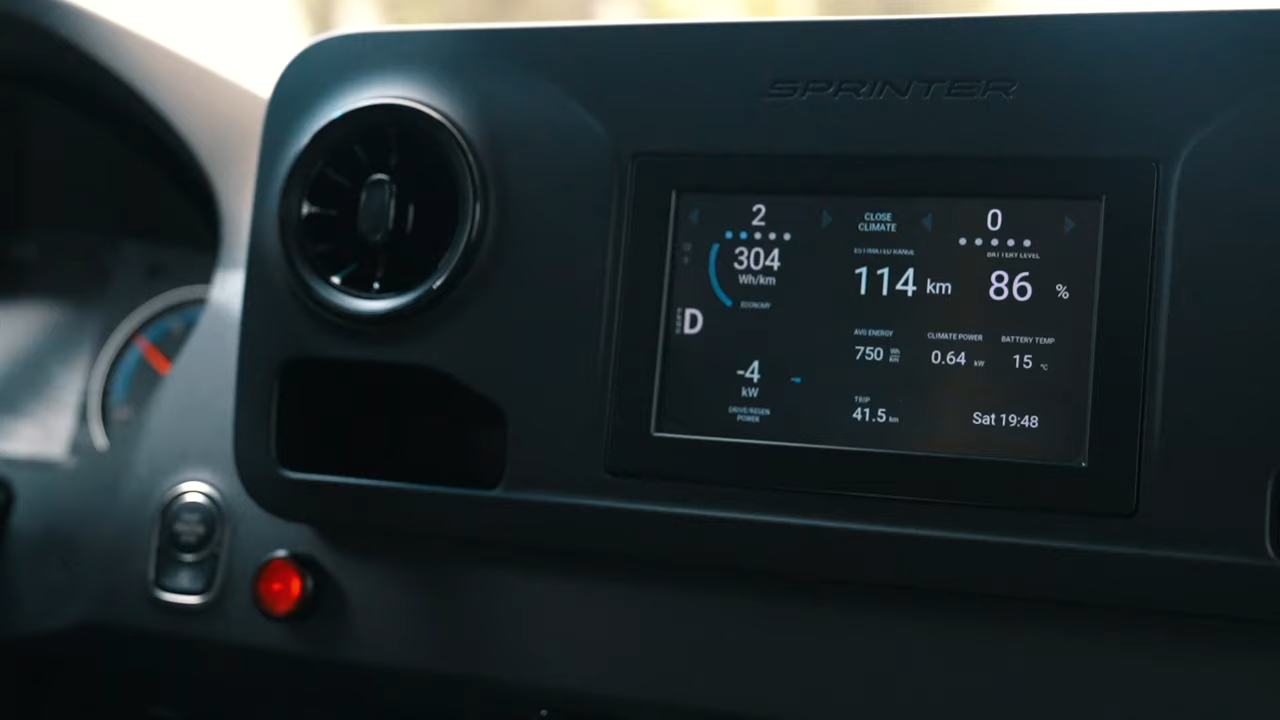 SPRINTER
2
CLOSE
CLIMATE
0
304
Wh/km
ECONOMY
ESTIMATED RANGE
114 km
BATTERY LEVEL
86 %
D
AVG ENERGY
750 Wh
km
CLIMATE POWER
0.64 kW
BATTERY TEMP
15 °C
-4
kW
DRIVE/REGEN
POWER
TRIP
41.5 km
Sat 19:48